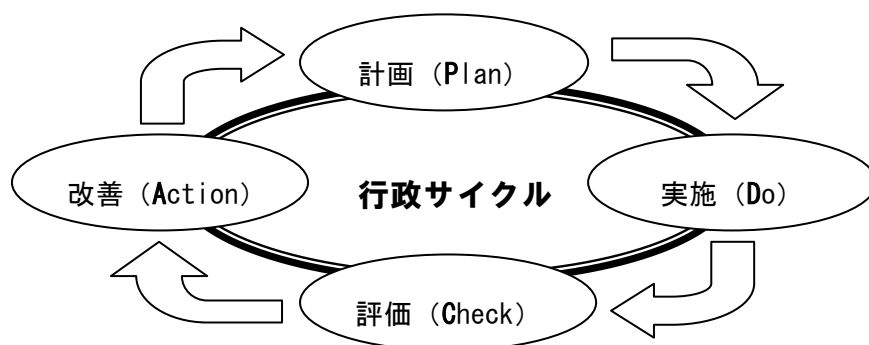 計画（Plan）
改善（Action）
行政サイクル
実施（Do）
評価（Check）